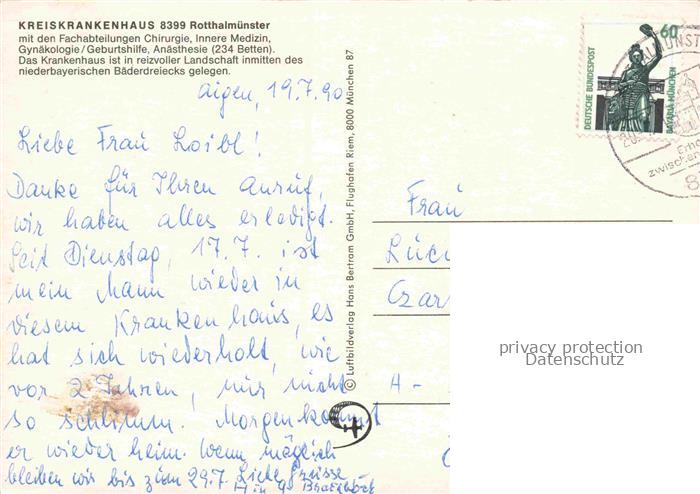 KREISKRANKENHAUS 8399 Rotthalmünster
mit den Fachabteilungen Chirurgie, Innere Medizin,
Gynäkologie/Geburtshilfe, Anästhesie (234 Betten).
Das Krankenhaus ist in reizvoller Landschaft inmitten des
niederbayerischen Bäderdreiecks gelegen.
Aigen, 19.7.90
Liebe Frau Loibl!
Danke für Ihren Anruf,
wir haben alles erledigt.
Seit Dienstag, 17.7. ist
mein Mann wieder in
diesem Krankenhaus, es
hat sich wiederholt, wie
vor 2 Jahren, nur nicht
so schlimm. Morgen kommt
er wieder heim. Wenn möglich
bleiben wir bis zum 29.7. Liebe Grüsse
© Luftbildverlag Hans Bertram GmbH, Flughafen Riem, 8000 München 87
60
DEUTSCHE BUNDESPOST
BAVARIA MÜNCHEN
Frau
Lüci
Czar
A -
privacy protection
Datenschutz